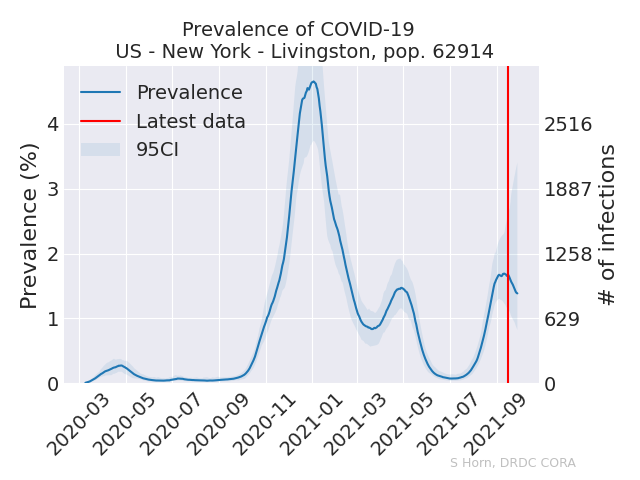 Prevalence of COVID-19
US - New York - Livingston, pop. 62914
Prevalence
Latest data
95CI
Prevalence (%)
4
3
2
1
0
2516
1887
1258
629
0
# of infections
2020-03
2020-05
2020-07
2020-09
2020-11
2021-01
2021-03
2021-05
2021-07
2021-09
S Horn, DRDC CORA